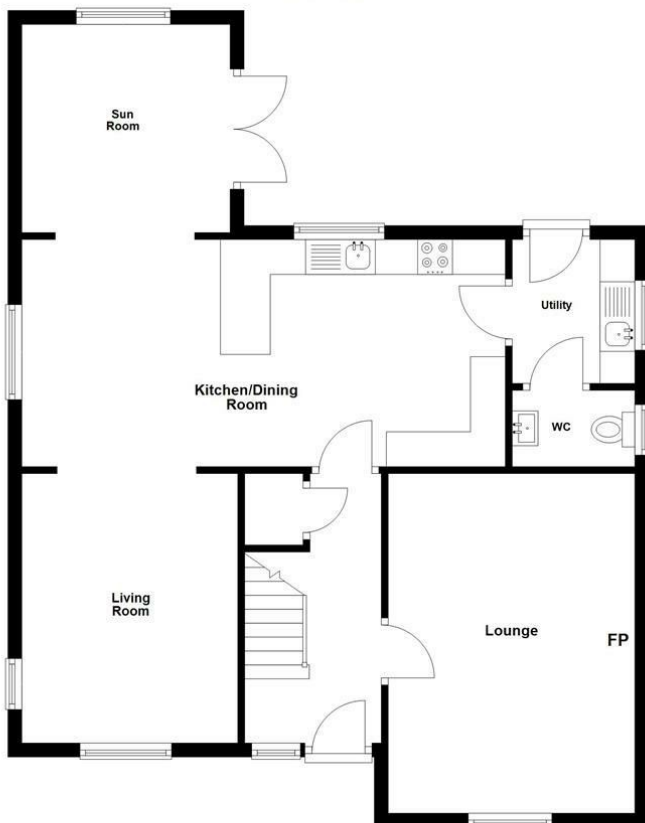 Sun
Room
Utility
Kitchen/Dining
Room
WC
Living
Room
Lounge
FP